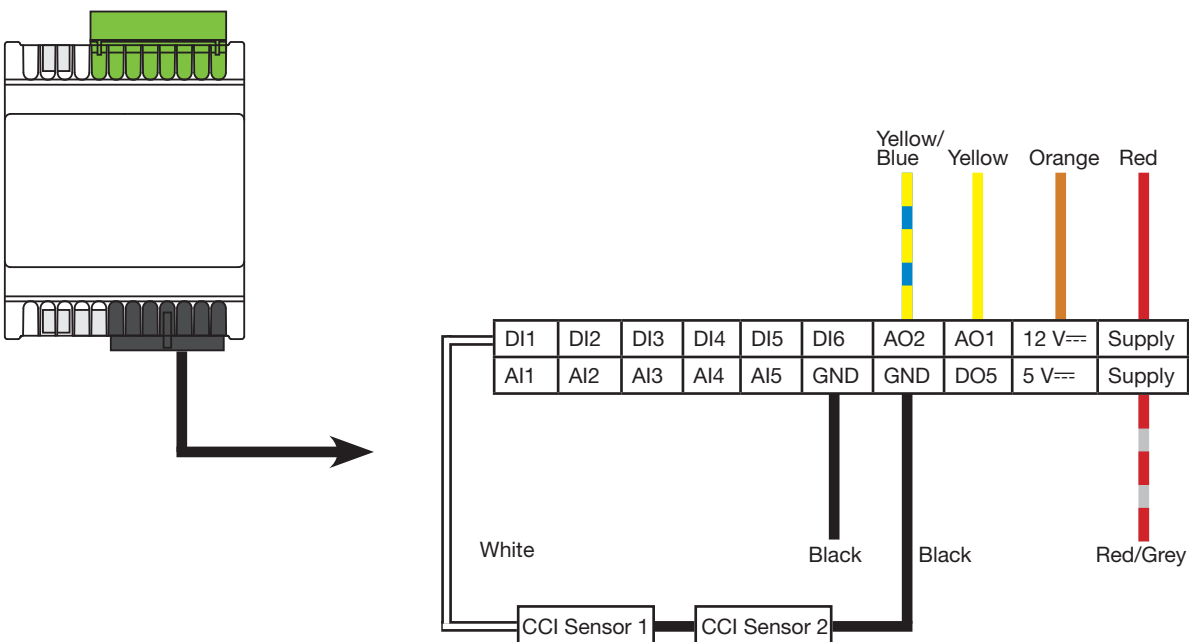 Yellow/
Blue Yellow Orange Red
DI1 DI2 DI3 DI4 DI5 DI6 AO2 AO1 12 V⎓ Supply
AI1 AI2 AI3 AI4 AI5 GND GND DO5 5 V⎓ Supply
White Black Black Red/Grey
CCI Sensor 1 CCI Sensor 2